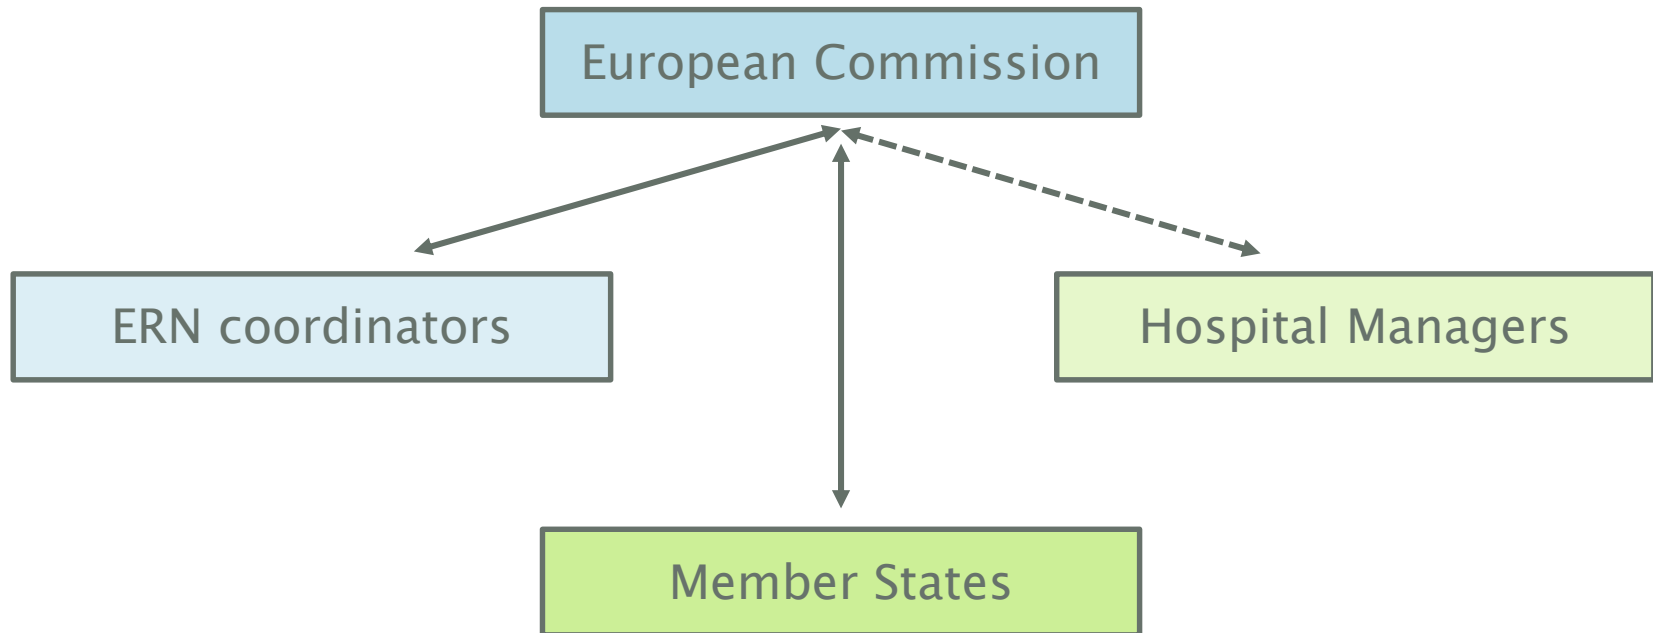 European Commission
ERN coordinators
Hospital Managers
Member States